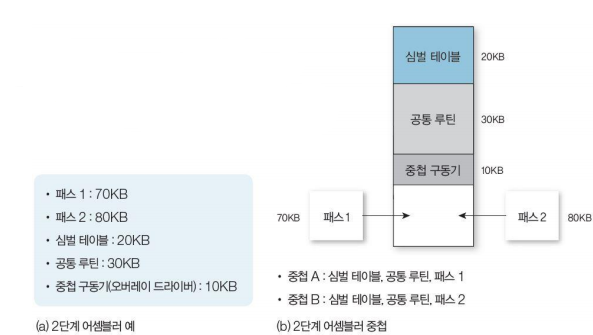 심벌 테이블 20KB
공통 루틴 30KB
중첩 구동기 10KB
70KB 패스 1 패스 2 80KB
• 패스 1 : 70KB
• 패스 2 : 80KB
• 심벌 테이블 : 20KB
• 공통 루틴 : 30KB
• 중첩 구동기(오버레이 드라이버) : 10KB
(a) 2단계 어셈블러 예
• 중첩 A : 심벌 테이블, 공통 루틴, 패스 1
• 중첩 B : 심벌 테이블, 공통 루틴, 패스 2
(b) 2단계 어셈블러 중첩